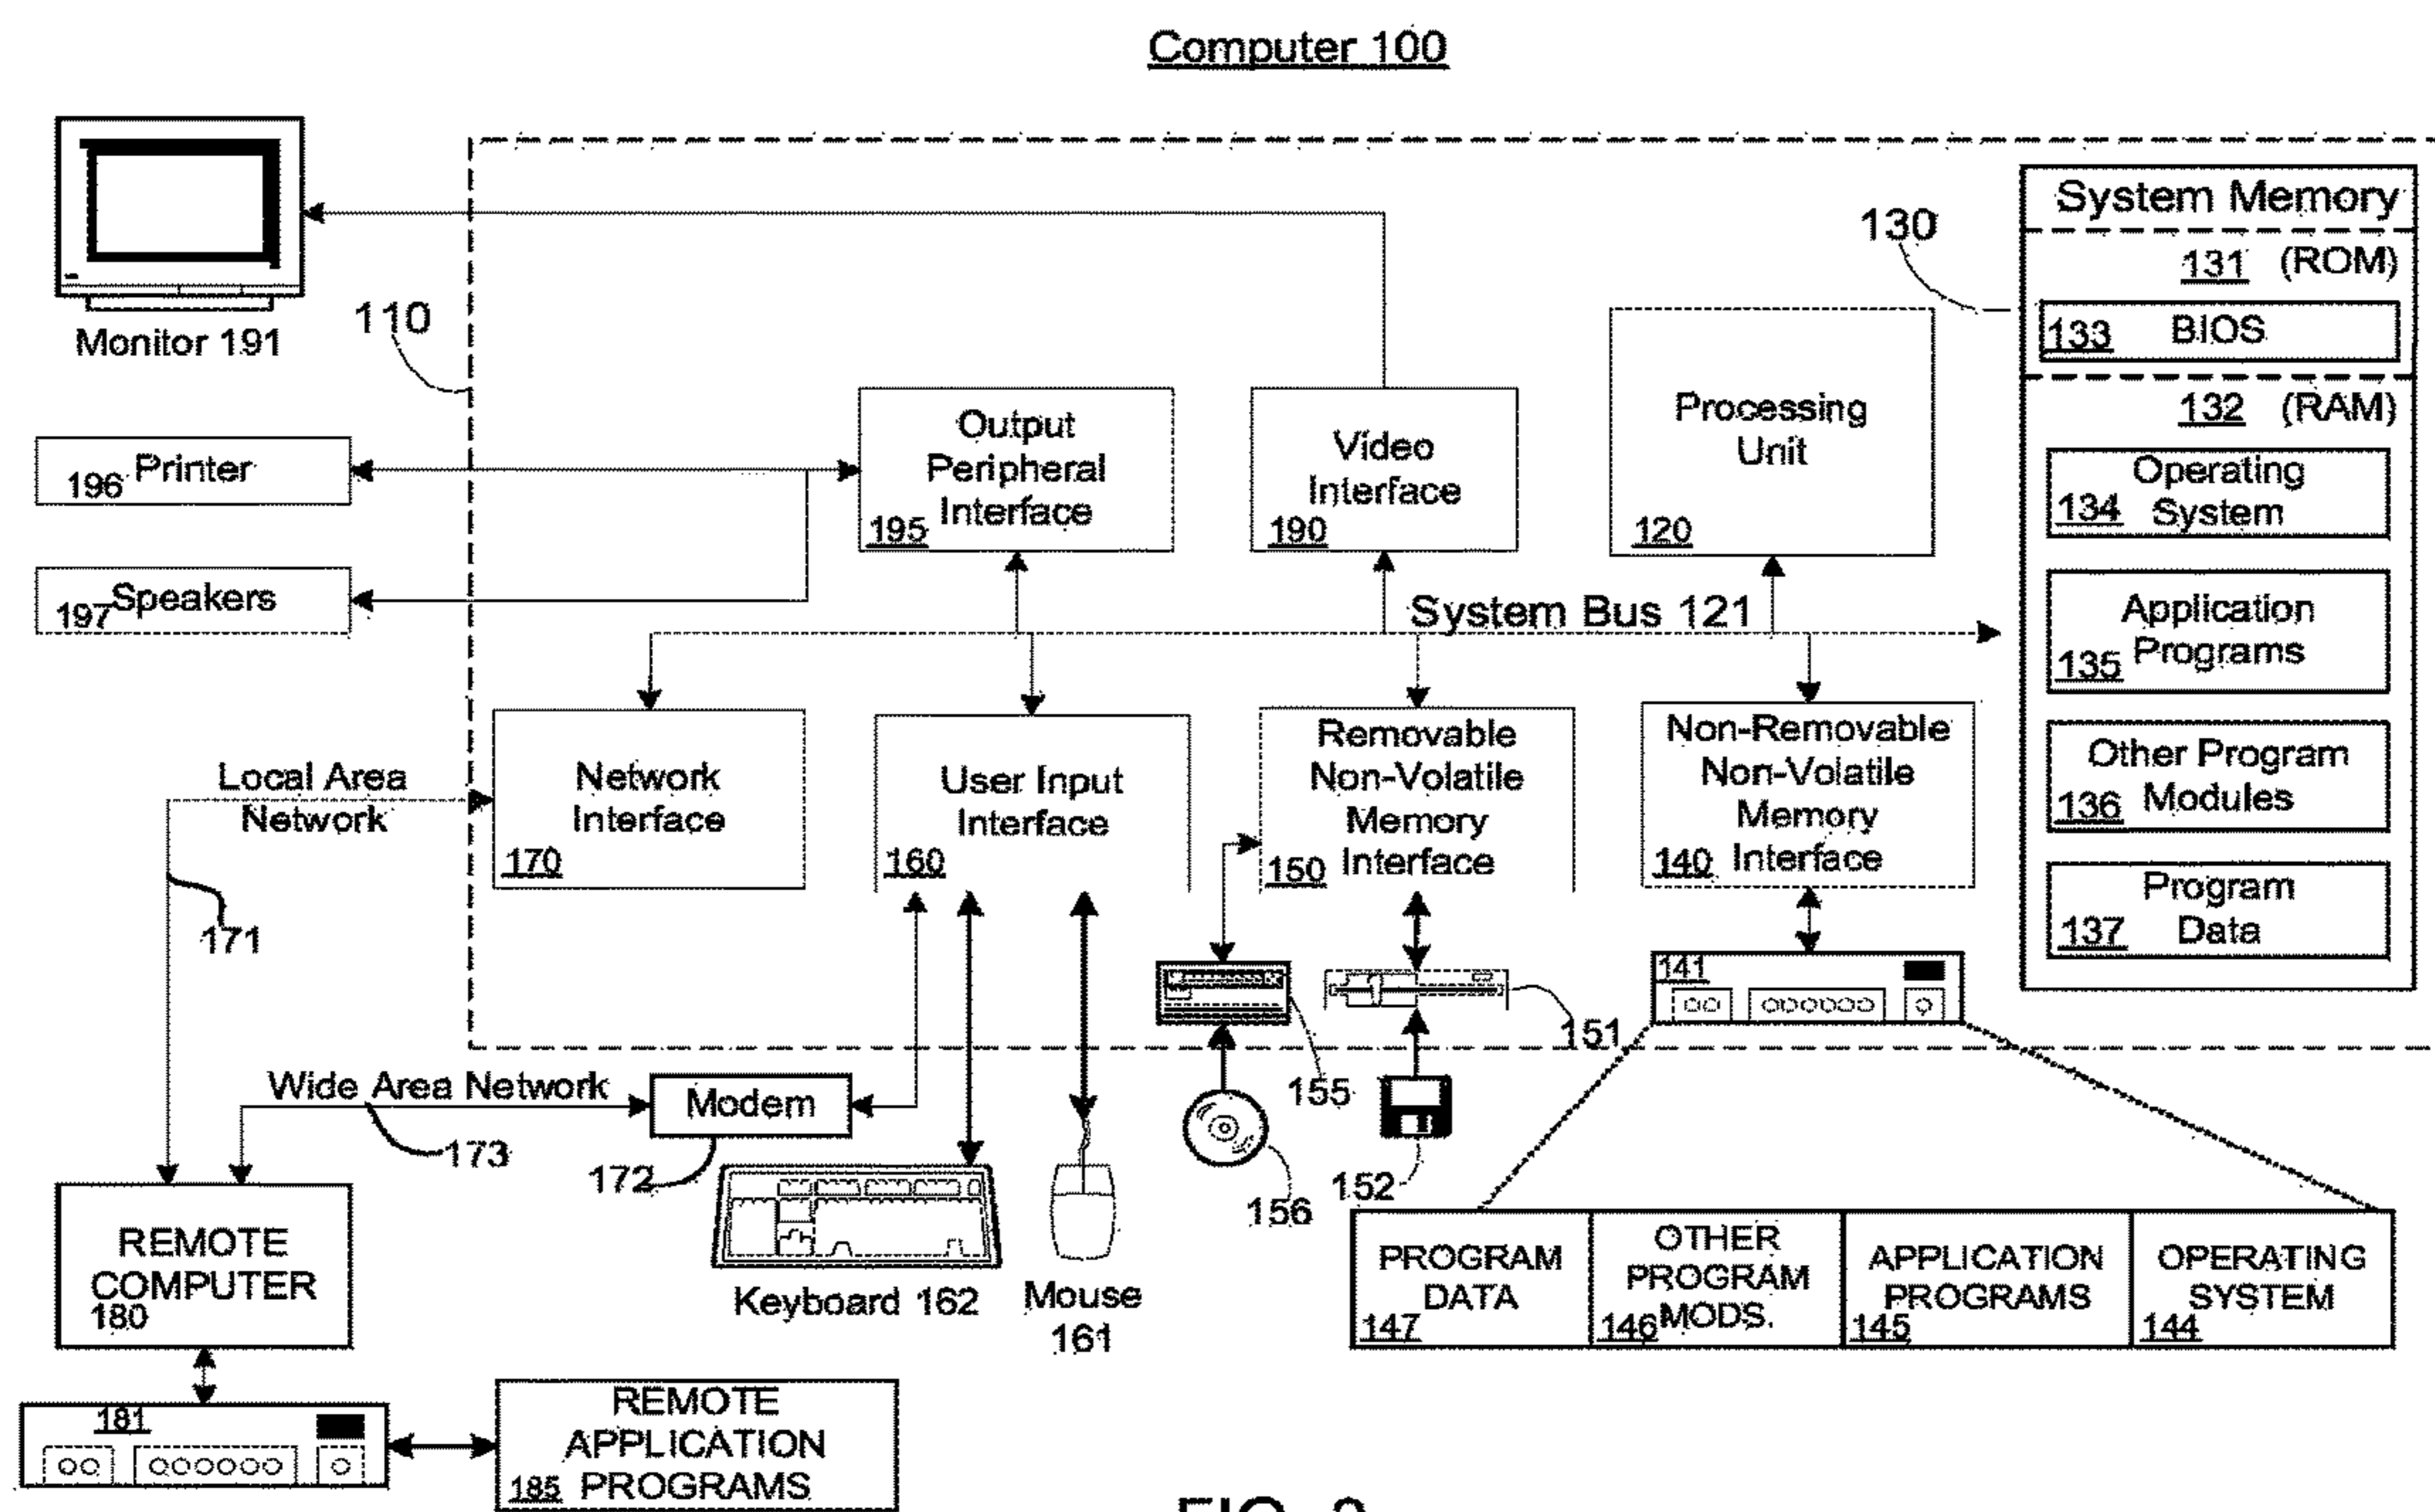 Computer 100
Monitor 191
110
130
System Memory
131 (ROM)
133 BIOS
132 (RAM)
Operating
134 System
Application
135 Programs
Other Program
136 Modules
Program
137 Data
196 Printer
197 Speakers
Output
Peripheral
Interface
195
Video
Interface
190
Processing
Unit
120
System Bus 121
Local Area
Network
171
Network
Interface
170
User Input
Interface
160
Removable
Non-Volatile
Memory
150 Interface
Non-Removable
Non-Volatile
Memory
140 Interface
141
151
155
152
156
Wide Area Network
173
Modem
172
Keyboard 162
Mouse
161
REMOTE
COMPUTER
180
181
REMOTE
APPLICATION
185 PROGRAMS
PROGRAM
DATA
147
OTHER
PROGRAM
146 MODS.
APPLICATION
PROGRAMS
145
OPERATING
SYSTEM
144
FIG.